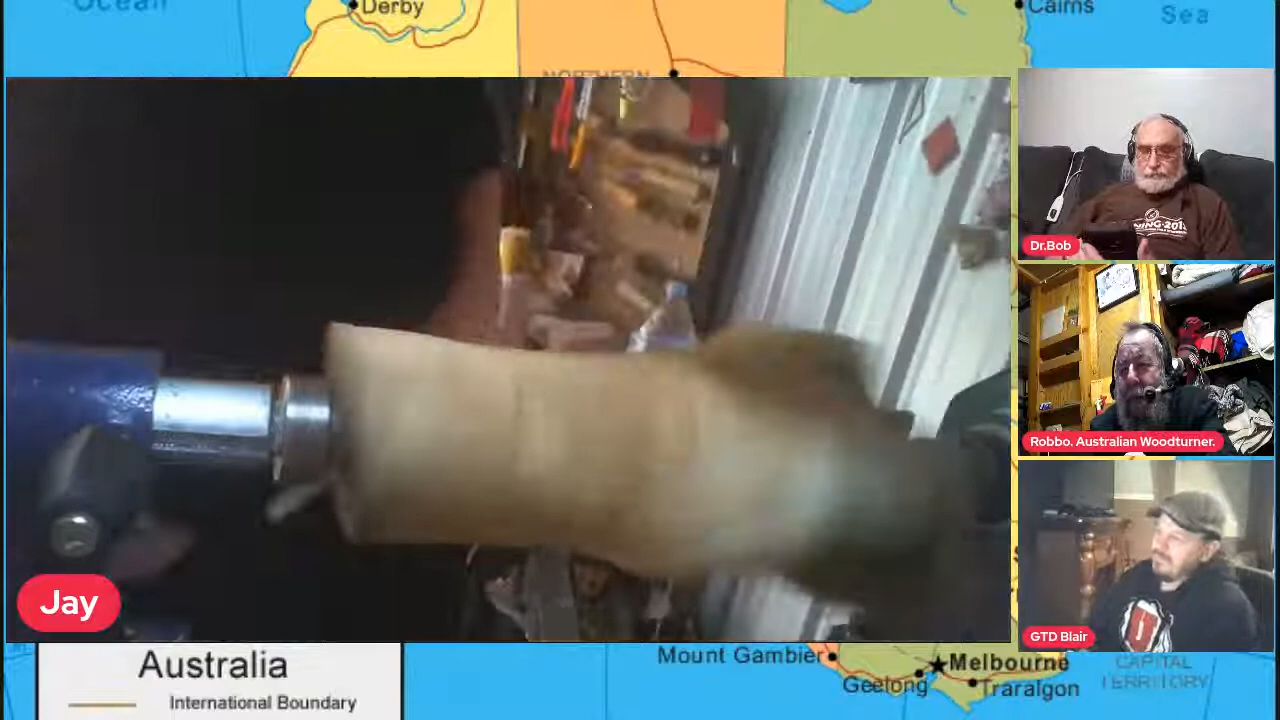 Ocean
Derby
Cairns
Sea
NORTHERN
Dr.Bob
Robbo. Australian Woodturner.
Jay
GTD Blair
Australia
International Boundary
Mount Gambier
Melbourne
Geelong
Traralgon
CAPITAL
TERRITORY